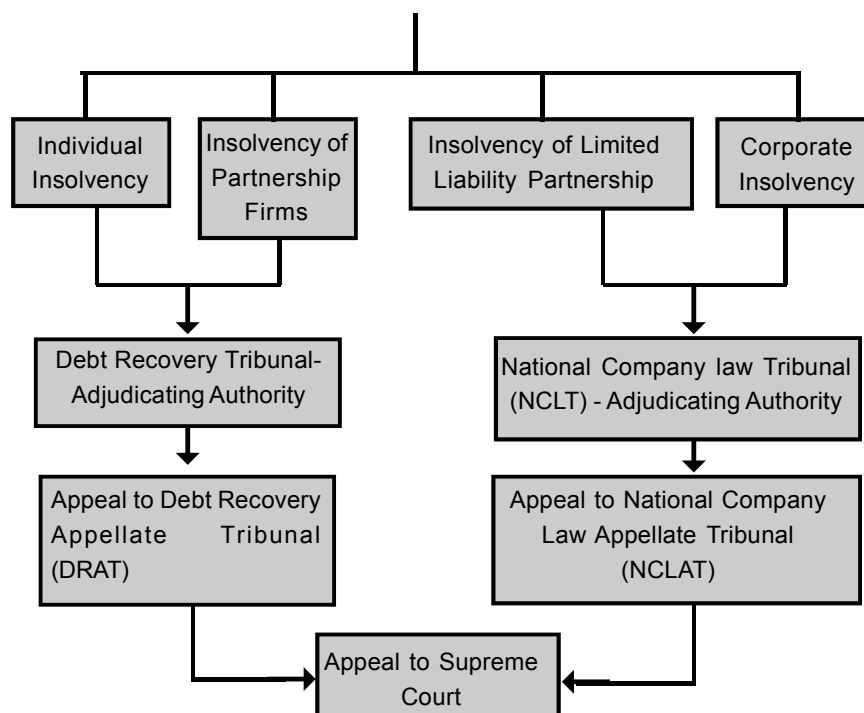 Individual
Insolvency
Insolvency of
Partnership
Firms
Insolvency of Limited
Liability Partnership
Corporate
Insolvency
Debt Recovery Tribunal-
Adjudicating Authority
National Company law Tribunal
(NCLT) - Adjudicating Authority
Appeal to Debt Recovery
Appellate Tribunal
(DRAT)
Appeal to National Company
Law Appellate Tribunal
(NCLAT)
Appeal to Supreme
Court